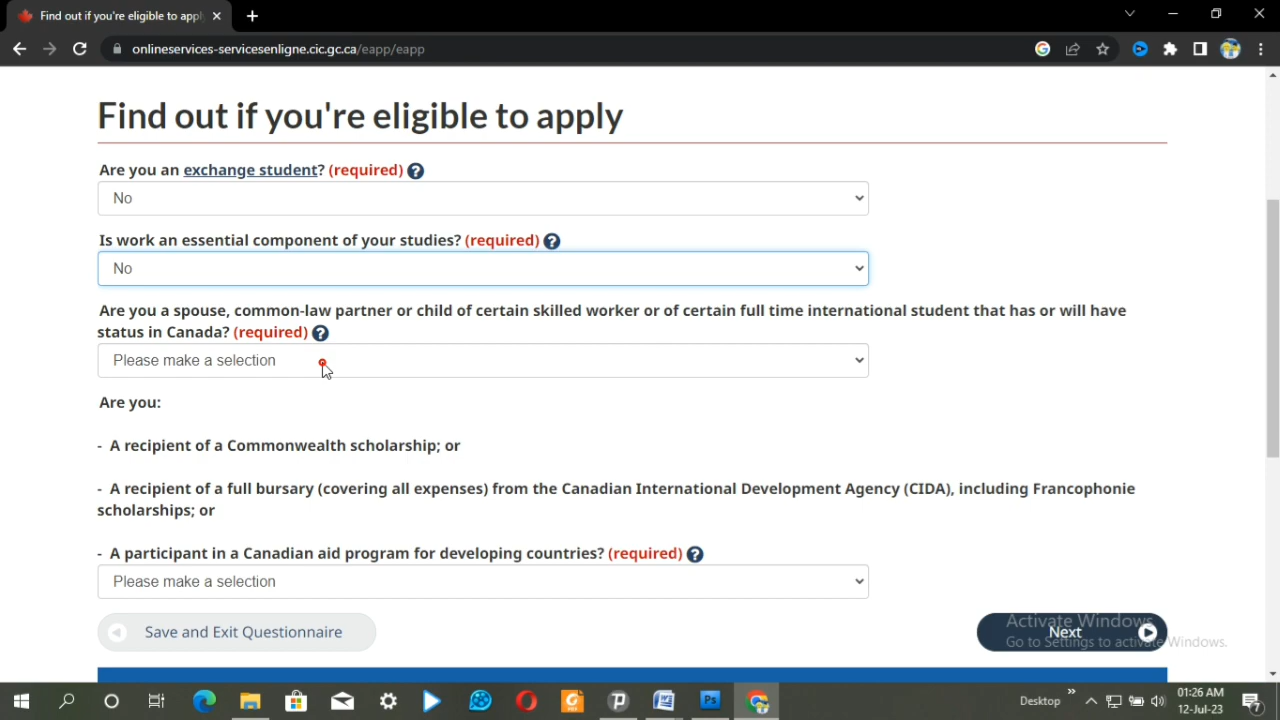 Find out if you're eligible to appl
onlineservices-servicesenligne.cic.gc.ca/eapp/eapp
Find out if you're eligible to apply
Are you an exchange student? (required) ?
No
Is work an essential component of your studies? (required) ?
No
Are you a spouse, common-law partner or child of certain skilled worker or of certain full time international student that has or will have
status in Canada? (required) ?
Please make a selection
Are you:
- A recipient of a Commonwealth scholarship; or
- A recipient of a full bursary (covering all expenses) from the Canadian International Development Agency (CIDA), including Francophonie
scholarships; or
- A participant in a Canadian aid program for developing countries? (required) ?
Please make a selection
Save and Exit Questionnaire
Next
Activate Windows
Go to Settings to activate Windows.
Desktop
01:26 AM
12-Jul-23
7